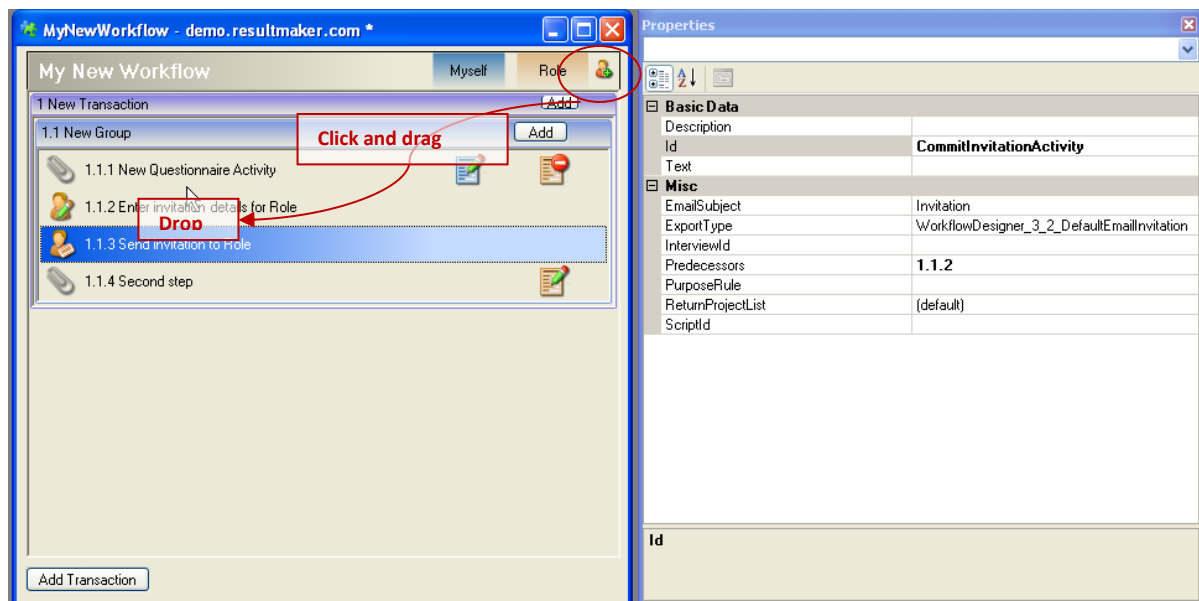 MyNewWorkflow - demo.resultmaker.com *
My New Workflow Myself Role
1 New Transaction Add
1.1 New Group Add
Click and drag
1.1.1 New Questionnaire Activity
1.1.2 Enter invitation details for Role
Drop
1.1.3 Send invitation to Role
1.1.4 Second step
Add Transaction
Properties
Basic Data
Description
Id CommitInvitationActivity
Text
Misc
EmailSubject Invitation
ExportType WorkflowDesigner_3_2_DefaultEmailInvitation
InterviewId
Predecessors 1.1.2
PurposeRule
ReturnProjectList (default)
ScriptId
Id